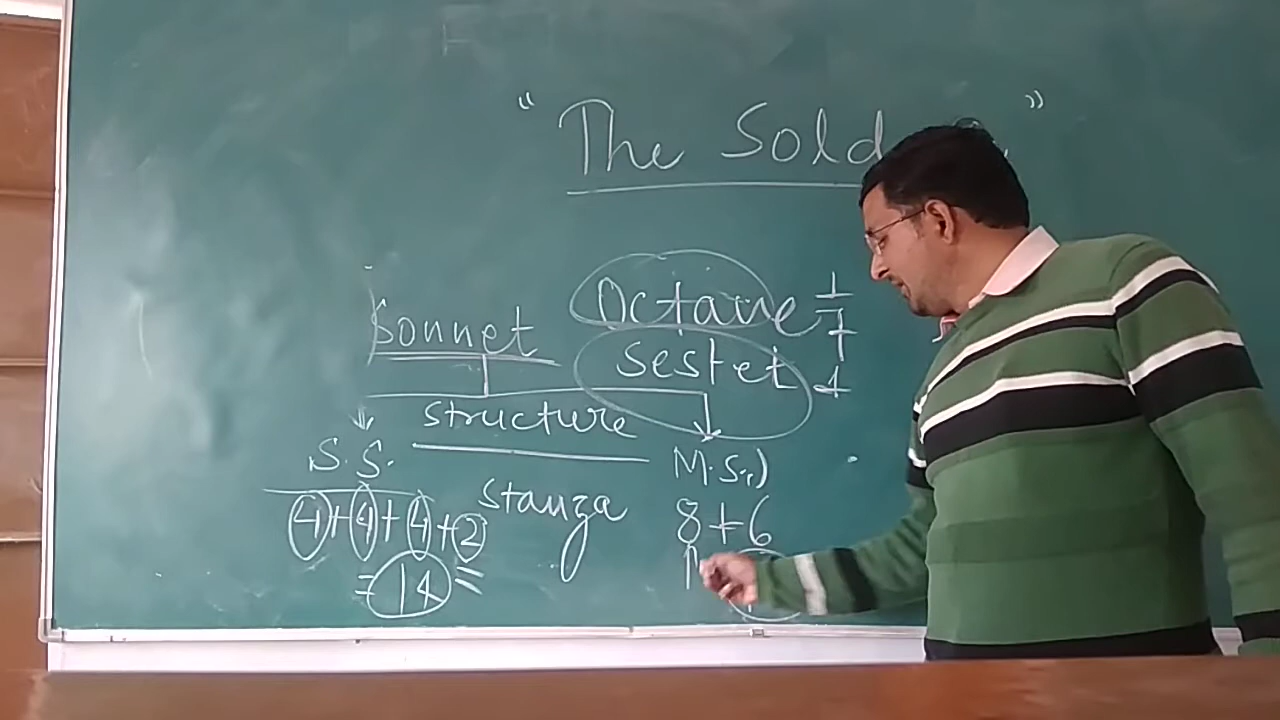 "The Sold "
Octave
Sonnet
Sestet
structure
S.S.
M.S.)
Stanza
4+4+4+2
8+6
=14